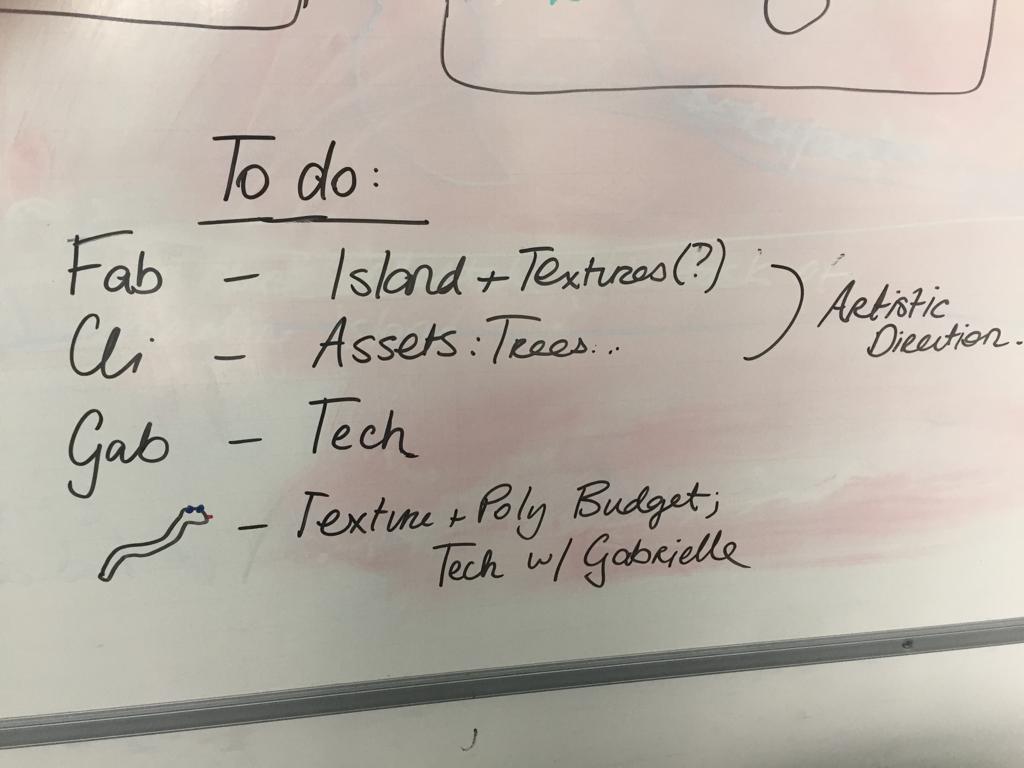 To do:
Fab - Island + Textures(?)
Cli - Assets: Trees...
Artistic
Direction.
Gab - Tech
- Texture + Poly Budget;
Tech w/ Gabrielle